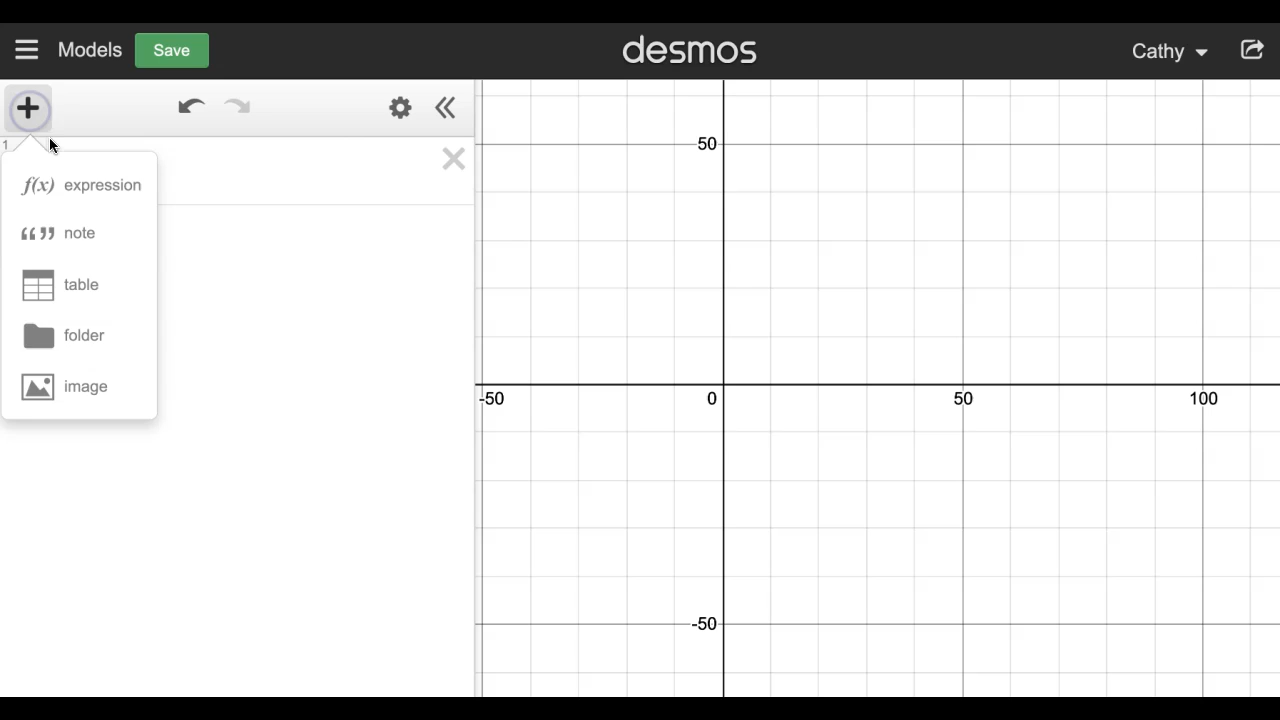 Models Save desmos Cathy
1
f(x) expression
“ ” note
table
folder
image
50
-50 0 50 100
-50